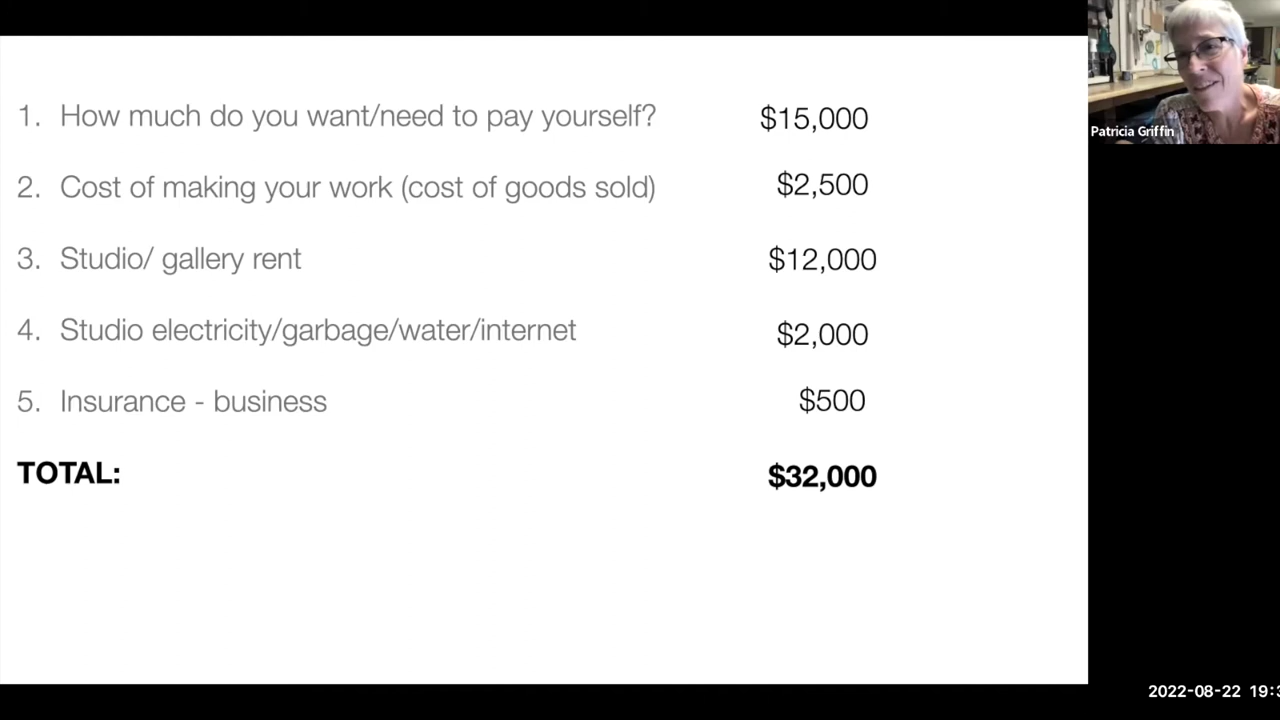 1. How much do you want/need to pay yourself? $15,000
2. Cost of making your work (cost of goods sold) $2,500
3. Studio/ gallery rent $12,000
4. Studio electricity/garbage/water/internet $2,000
5. Insurance - business $500
TOTAL: $32,000
Patricia Griffin
2022-08-22 19:3